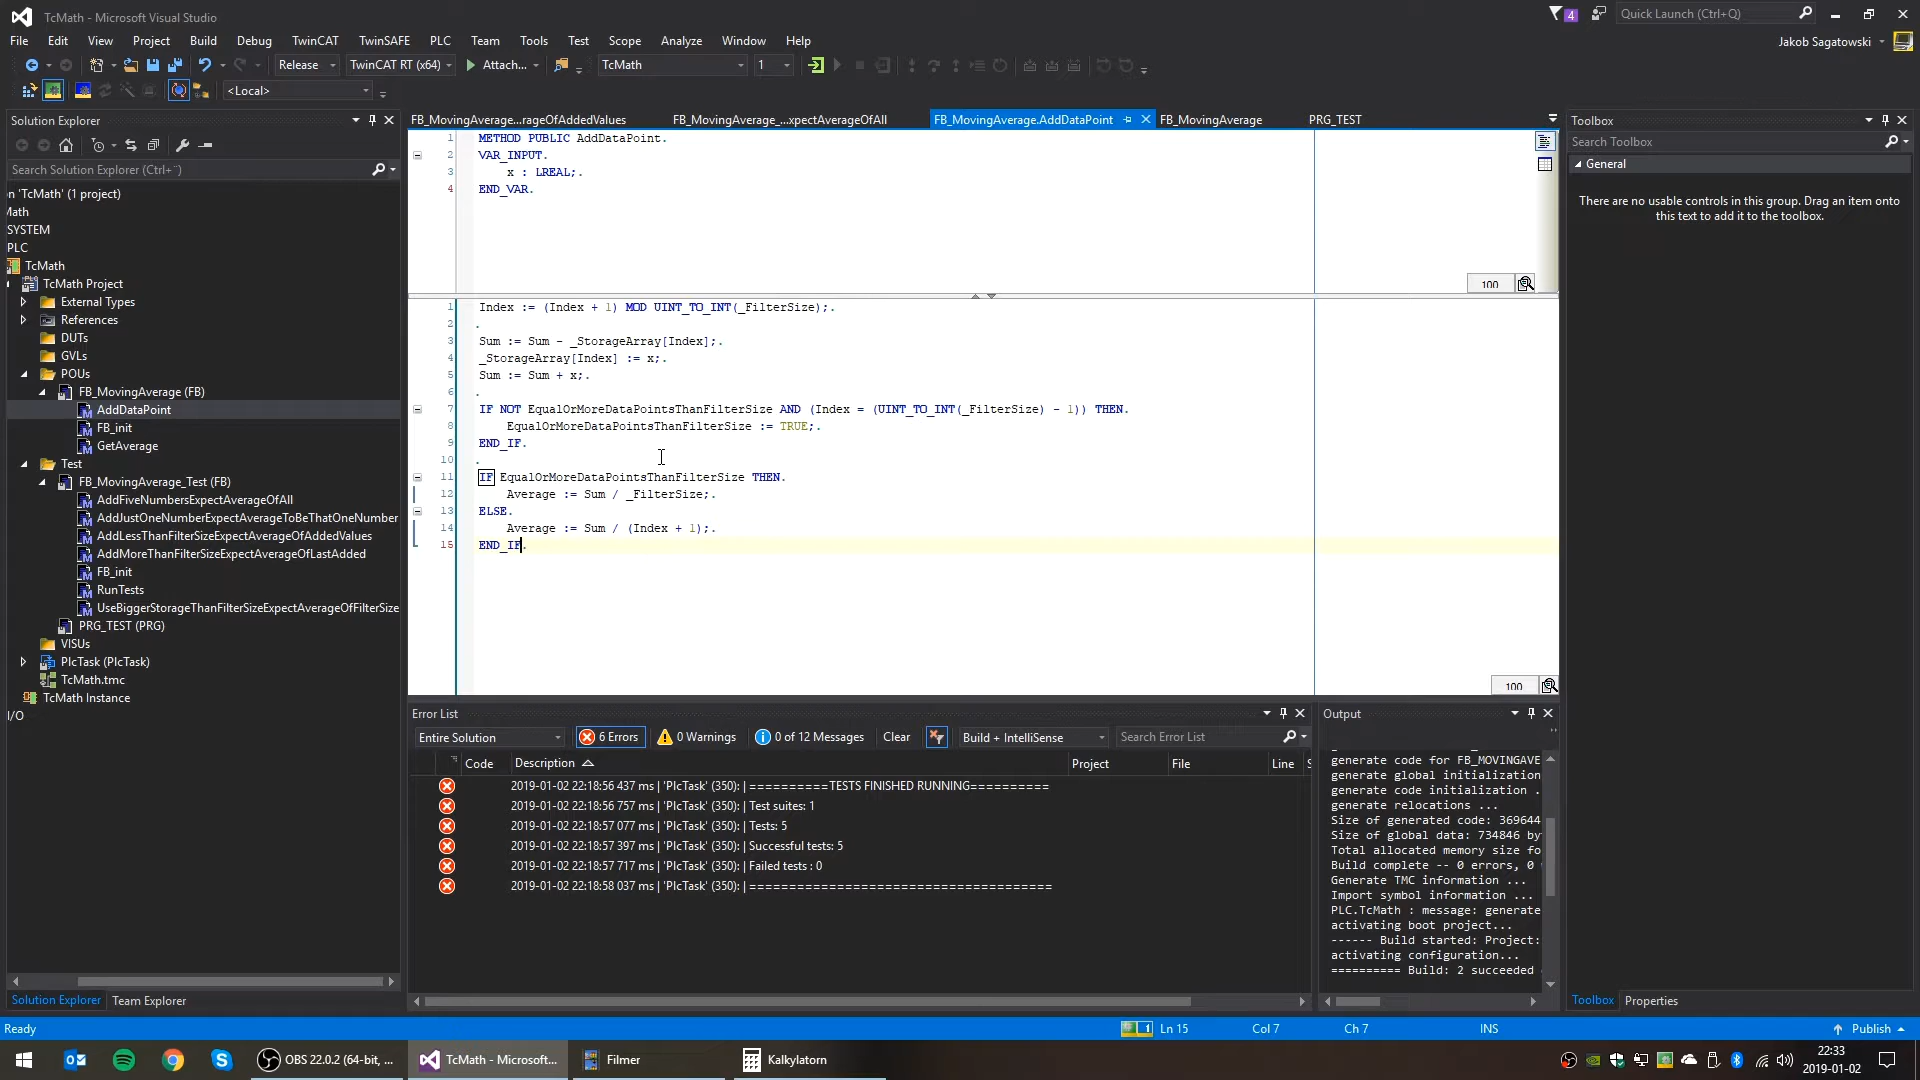 TcMath - Microsoft Visual Studio
4
Quick Launch (Ctrl+Q)
File Edit View Project Build Debug TwinCAT TwinSAFE PLC Team Tools Test Scope Analyze Window Help
Jakob Sagatowski
Release TwinCAT RT (x64) Attach... TcMath 1
<Local>
Solution Explorer
Search Solution Explorer (Ctrl+¨)
on 'TcMath' (1 project)
Math
SYSTEM
PLC
TcMath
TcMath Project
External Types
References
DUTs
GVLs
POUs
FB_MovingAverage (FB)
AddDataPoint
FB_init
GetAverage
Test
FB_MovingAverage_Test (FB)
AddFiveNumbersExpectAverageOfAll
AddJustOneNumberExpectAverageToBeThatOneNumber
AddLessThanFilterSizeExpectAverageOfAddedValues
AddMoreThanFilterSizeExpectAverageOfLastAdded
FB_init
RunTests
UseBiggerStorageThanFilterSizeExpectAverageOfFilterSize
PRG_TEST (PRG)
VISUs
PlcTask (PlcTask)
TcMath.tmc
TcMath Instance
I/O
Solution Explorer Team Explorer
FB_MovingAverage...rageOfAddedValues FB_MovingAverage_...xpectAverageOfAll FB_MovingAverage.AddDataPoint FB_MovingAverage PRG_TEST
1 METHOD PUBLIC AddDataPoint.
2 VAR_INPUT.
3 x : LREAL;.
4 END_VAR.
100
1 Index := (Index + 1) MOD UINT_TO_INT(_FilterSize);.
2 .
3 Sum := Sum - _StorageArray[Index];.
4 _StorageArray[Index] := x;.
5 Sum := Sum + x;.
6 .
7 IF NOT EqualOrMoreDataPointsThanFilterSize AND (Index = (UINT_TO_INT(_FilterSize) - 1)) THEN.
8 EqualOrMoreDataPointsThanFilterSize := TRUE;.
9 END_IF.
10 .
11 IF EqualOrMoreDataPointsThanFilterSize THEN.
12 Average := Sum / _FilterSize;.
13 ELSE.
14 Average := Sum / (Index + 1);.
15 END_IF.
100
Error List
Entire Solution 6 Errors 0 Warnings 0 of 12 Messages Clear Build + IntelliSense Search Error List
Code Description Project File Line S
2019-01-02 22:18:56 437 ms | 'PlcTask' (350): | ==========TESTS FINISHED RUNNING==========
2019-01-02 22:18:56 757 ms | 'PlcTask' (350): | Test suites: 1
2019-01-02 22:18:57 077 ms | 'PlcTask' (350): | Tests: 5
2019-01-02 22:18:57 397 ms | 'PlcTask' (350): | Successful tests: 5
2019-01-02 22:18:57 717 ms | 'PlcTask' (350): | Failed tests : 0
2019-01-02 22:18:58 037 ms | 'PlcTask' (350): | ======================================
Output
generate code for FB_MOVINGAVE
generate global initialization
generate code initialization .
generate relocations ...
Size of generated code: 369644
Size of global data: 734846 by
Total allocated memory size fo
Build complete -- 0 errors, 0
Generate TMC information ...
Import symbol information ...
PLC.TcMath : message: generate
activating boot project...
------ Build started: Project:
activating configuration...
========== Build: 2 succeeded
Toolbox
Search Toolbox
General
There are no usable controls in this group. Drag an item onto
this text to add it to the toolbox.
Toolbox Properties
Ready 1 Ln 15 Col 7 Ch 7 INS Publish
OBS 22.0.2 (64-bit, ... TcMath - Microsoft... Filmer Kalkylatorn
22:33
2019-01-02